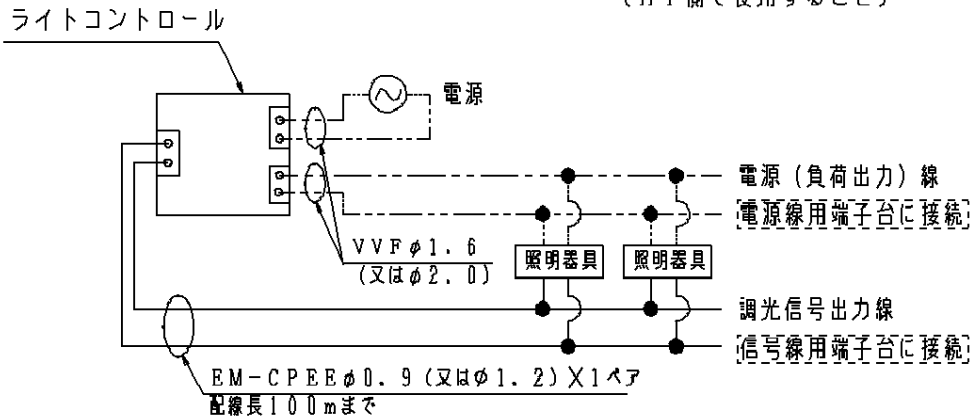 ライトコントロール
電源
電源(負荷出力)線
電源線用端子台に接続
VVFφ1.6
(又はφ2.0)
照明器具
照明器具
調光信号出力線
信号線用端子台に接続
EM-CPEEφ0.9(又はφ1.2)×1ペア
配線長100mまで